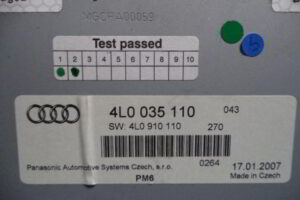 MGCPA00059
Test passed
1 2 3 4 5 6 7 8 9 10
4L0 035 110 043
SW: 4L0 910 110 270
0264
Panasonic Automotive Systems Czech, s.r.o. 17.01.2007
PM6 Made in Czech